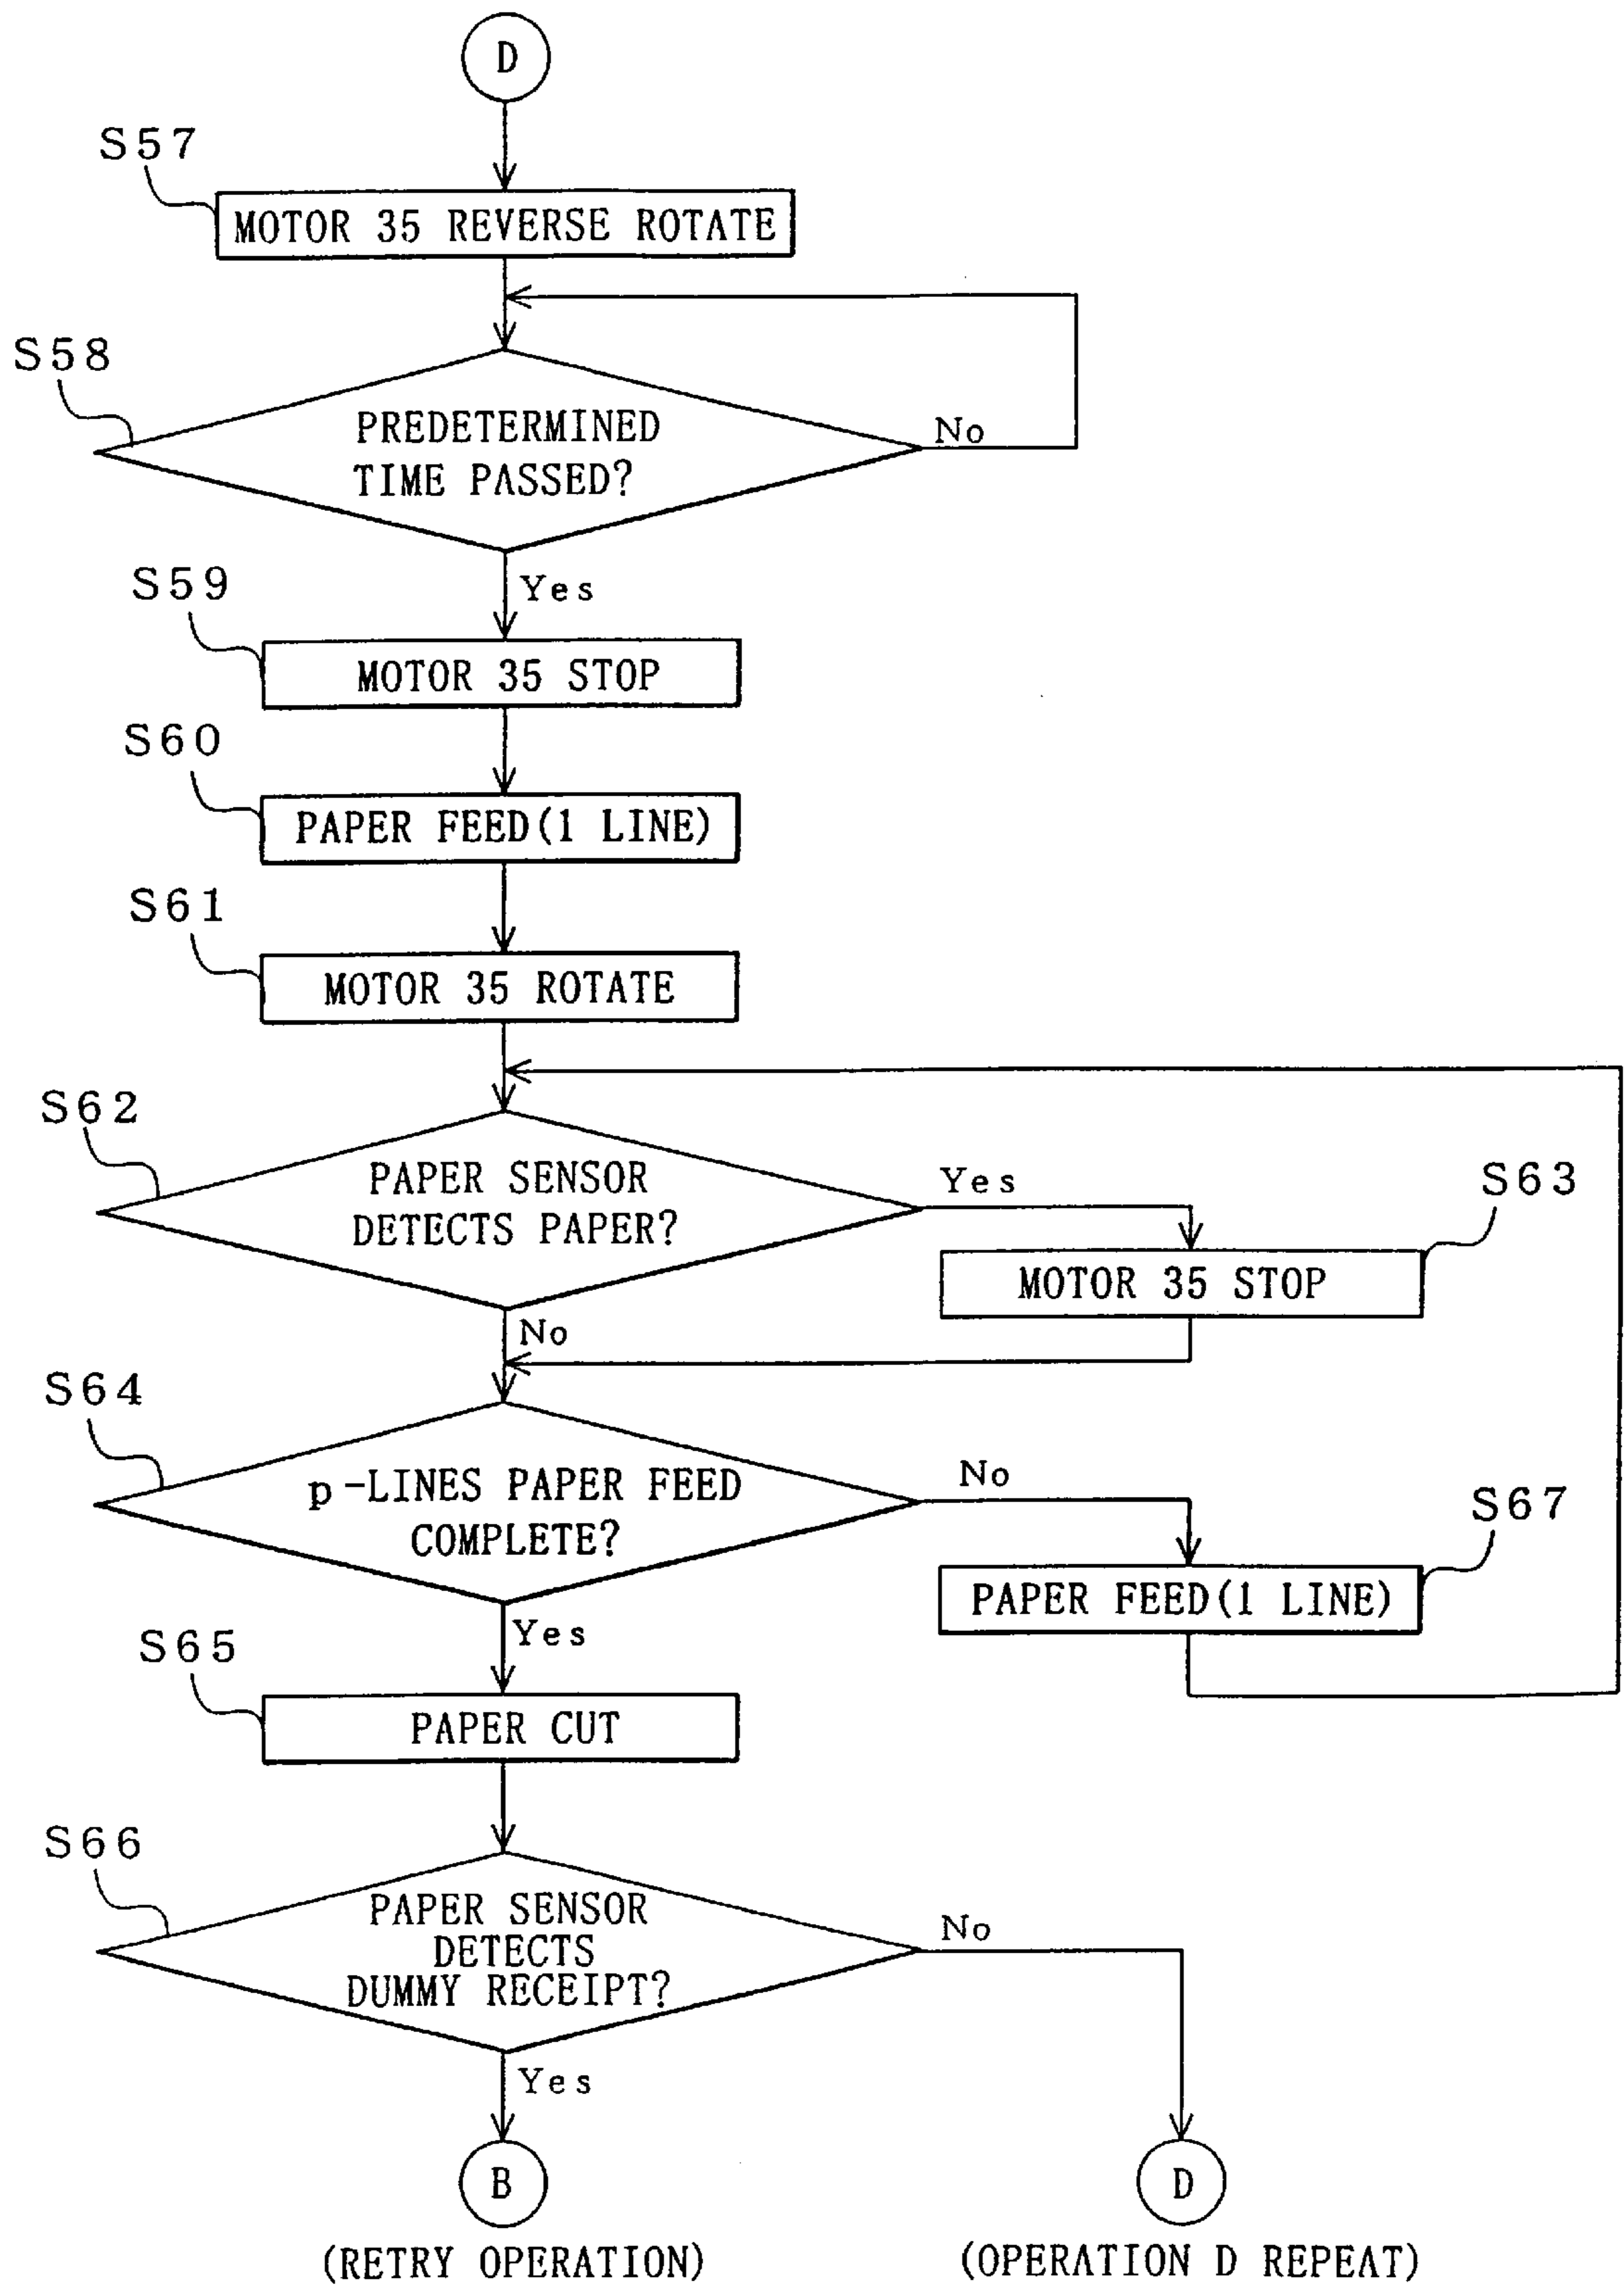 D
S57
MOTOR 35 REVERSE ROTATE
S58
PREDETERMINED
TIME PASSED?
No
Yes
S59
MOTOR 35 STOP
S60
PAPER FEED(1 LINE)
S61
MOTOR 35 ROTATE
S62
PAPER SENSOR
DETECTS PAPER?
Yes
S63
MOTOR 35 STOP
No
S64
p-LINES PAPER FEED
COMPLETE?
No
S67
PAPER FEED(1 LINE)
Yes
S65
PAPER CUT
S66
PAPER SENSOR
DETECTS
DUMMY RECEIPT?
No
Yes
B
D
(RETRY OPERATION)
(OPERATION D REPEAT)